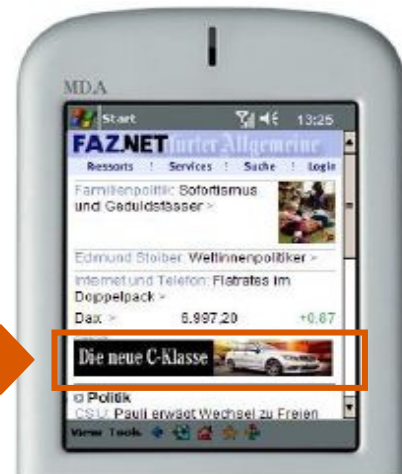 MDA
Start 13:25
FAZ.NET furter Allgemeine
Ressorts : Services : Suche : Login
Familienpolitik: Sofortismus
und Geduldsfässer >
Edmund Stoiber: Weltinnenpolitiker >
Internet und Telefon: Flatrates im
Doppelpack >
Dax > 6.997,20 +0.87
Die neue C-Klasse
Politik
CSU: Pauli erwägt Wechsel zu Freien
View Tools